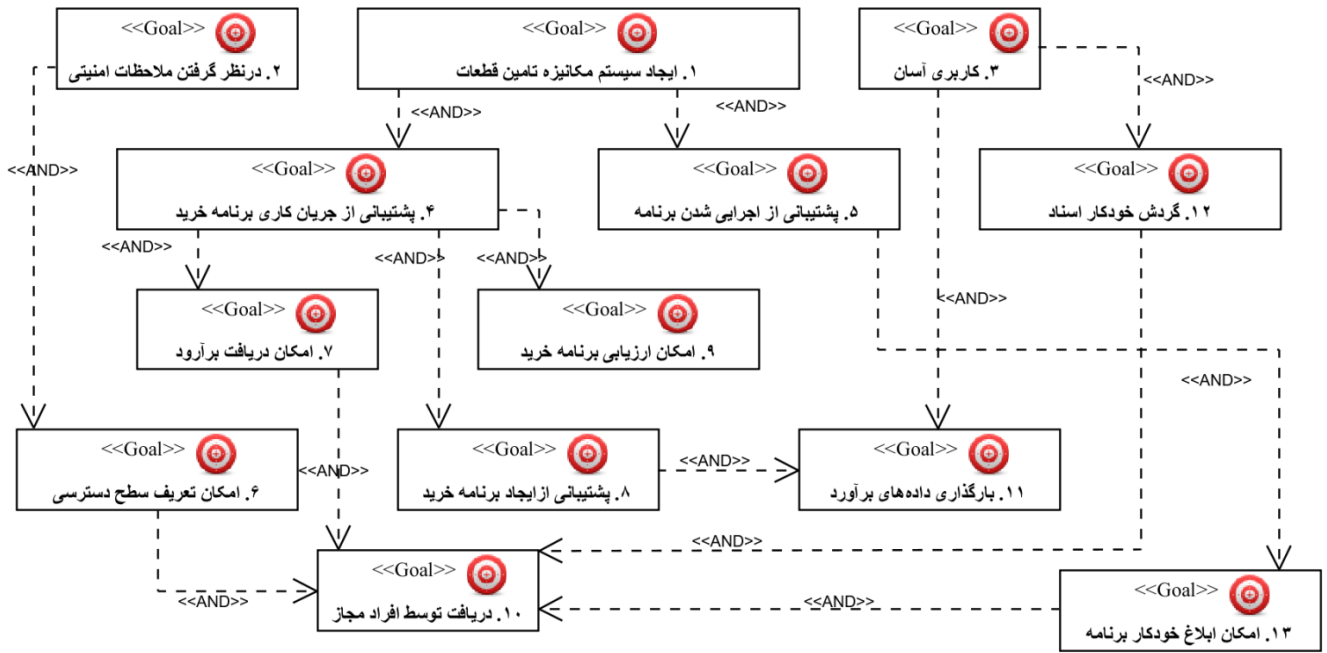 <<Goal>>
۲. درنظر گرفتن ملاحظات امنیتی
<<Goal>>
۱. ایجاد سیستم مکانیزه تامین قطعات
<<Goal>>
۳. کاربری آسان
<<AND>>
<<AND>>
<<AND>>
<<AND>>
<<Goal>>
۴. پشتیبانی از جریان کاری برنامه خرید
<<Goal>>
۵. پشتیبانی از اجرایی شدن برنامه
<<Goal>>
۱۲. گردش خودکار اسناد
<<AND>>
<<AND>>
<<AND>>
<<AND>>
<<Goal>>
۷. امکان دریافت برآرود
<<Goal>>
۹. امکان ارزیابی برنامه خرید
<<AND>>
<<Goal>>
۶. امکان تعریف سطح دسترسی
<<AND>>
<<Goal>>
۸. پشتیبانی ازایجاد برنامه خرید
<<AND>>
<<Goal>>
۱۱. بارگذاری داده‌های برآورد
<<AND>>
<<Goal>>
۱۰. دریافت توسط افراد مجاز
<<AND>>
<<AND>>
<<Goal>>
۱۳. امکان ابلاغ خودکار برنامه